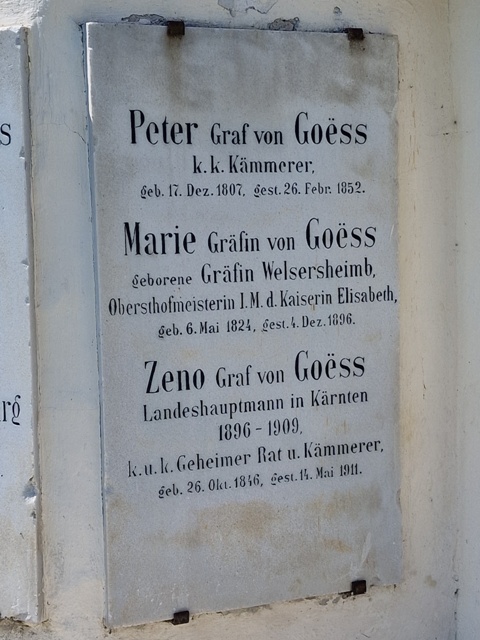 Peter Graf von Goëss
k. k. Kämmerer,
geb. 17. Dez. 1807, gest. 26. Febr. 1852.
Marie Gräfin von Goëss
geborene Gräfin Welsersheimb,
Obersthofmeisterin I. M. d. Kaiserin Elisabeth,
geb. 6. Mai 1824, gest. 4. Dez. 1896.
Zeno Graf von Goëss
Landeshauptmann in Kärnten
1896 - 1909,
k. u. k. Geheimer Rat u. Kämmerer,
geb. 26. Okt. 1846, gest. 14. Mai 1911.